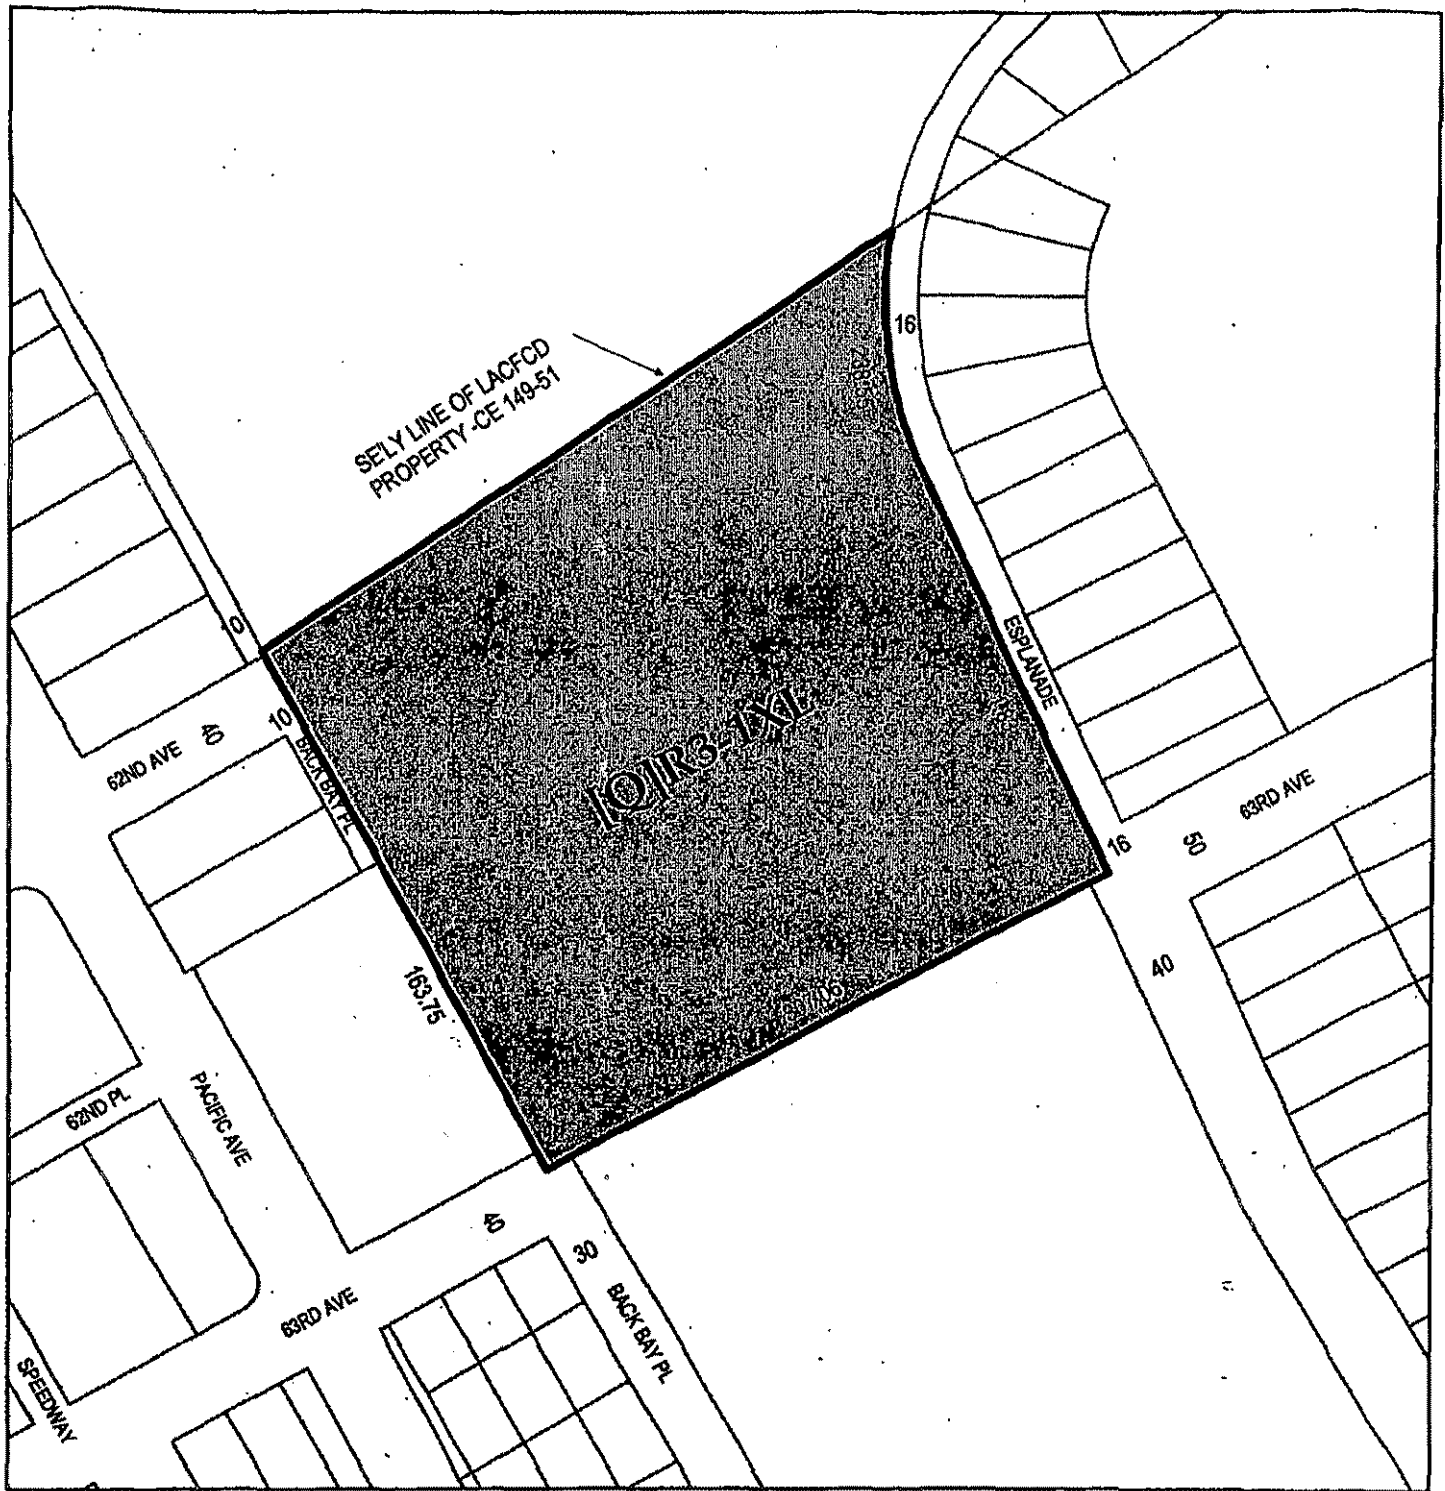 16
SE'LY LINE OF LACFCD
PROPERTY -CE 149-51
10
ESPLANADE
[Q]R3-1XL
10
BACK BAY PL
62ND AVE
40
63RD AVE
16
50
40
163.75
62ND PL
PACIFIC AVE
40
30
63RD AVE
BACK BAY PL
SPEEDWAY